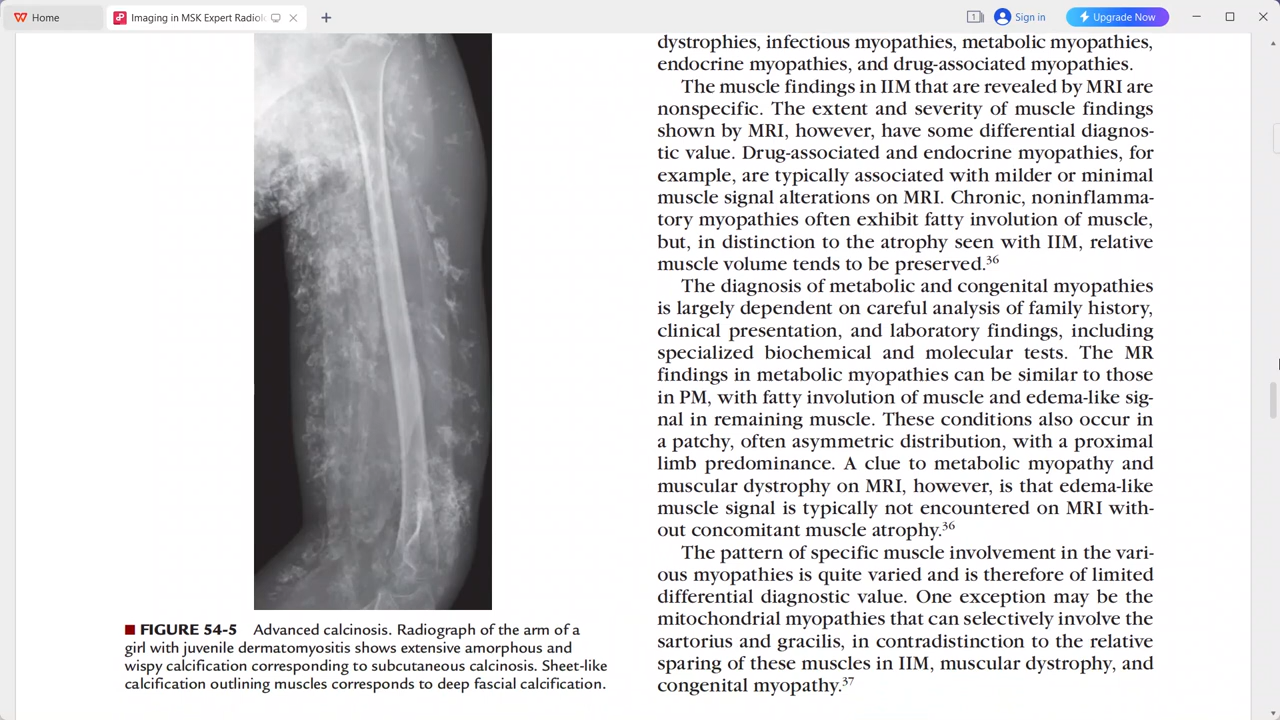 Home
Imaging in MSK Expert Radiol
1
Sign in
Upgrade Now
FIGURE 54-5 Advanced calcinosis. Radiograph of the arm of a
girl with juvenile dermatomyositis shows extensive amorphous and
wispy calcification corresponding to subcutaneous calcinosis. Sheet-like
calcification outlining muscles corresponds to deep fascial calcification.
dystrophies, infectious myopathies, metabolic myopathies,
endocrine myopathies, and drug-associated myopathies.
The muscle findings in IIM that are revealed by MRI are
nonspecific. The extent and severity of muscle findings
shown by MRI, however, have some differential diagnos-
tic value. Drug-associated and endocrine myopathies, for
example, are typically associated with milder or minimal
muscle signal alterations on MRI. Chronic, noninflamma-
tory myopathies often exhibit fatty involution of muscle,
but, in distinction to the atrophy seen with IIM, relative
muscle volume tends to be preserved.36
The diagnosis of metabolic and congenital myopathies
is largely dependent on careful analysis of family history,
clinical presentation, and laboratory findings, including
specialized biochemical and molecular tests. The MR
findings in metabolic myopathies can be similar to those
in PM, with fatty involution of muscle and edema-like sig-
nal in remaining muscle. These conditions also occur in
a patchy, often asymmetric distribution, with a proximal
limb predominance. A clue to metabolic myopathy and
muscular dystrophy on MRI, however, is that edema-like
muscle signal is typically not encountered on MRI with-
out concomitant muscle atrophy.36
The pattern of specific muscle involvement in the vari-
ous myopathies is quite varied and is therefore of limited
differential diagnostic value. One exception may be the
mitochondrial myopathies that can selectively involve the
sartorius and gracilis, in contradistinction to the relative
sparing of these muscles in IIM, muscular dystrophy, and
congenital myopathy.37